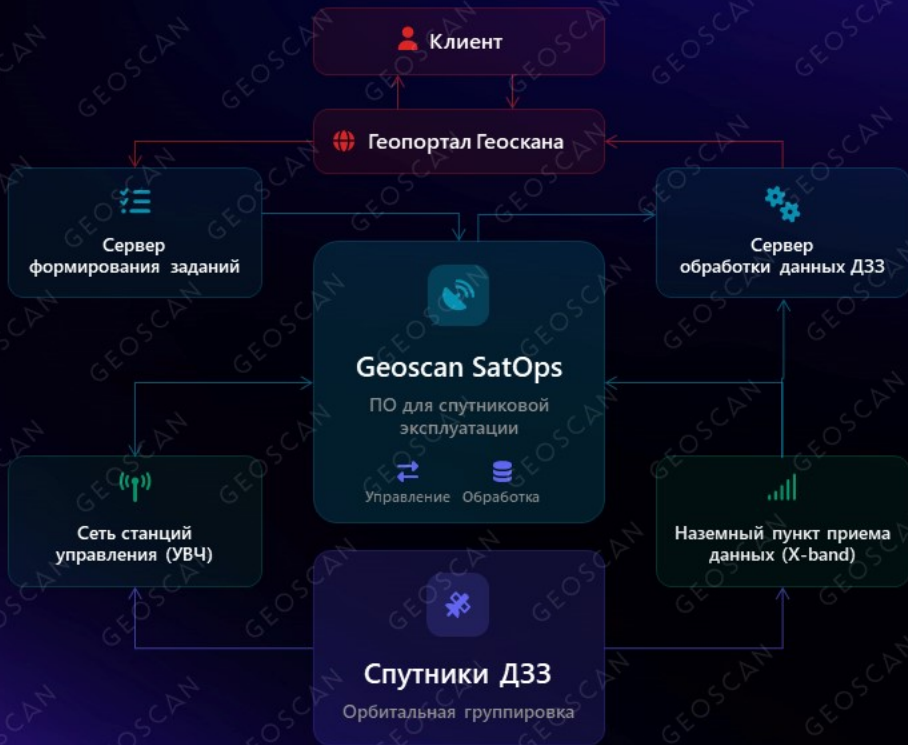 Клиент
Геопортал Геоскана
Сервер
формирования заданий
Сервер
обработки данных ДЗЗ
Geoscan SatOps
ПО для спутниковой
эксплуатации
Управление
Обработка
Сеть станций
управления (УВЧ)
Наземный пункт приема
данных (X-band)
Спутники ДЗЗ
Орбитальная группировка
GEOSCAN